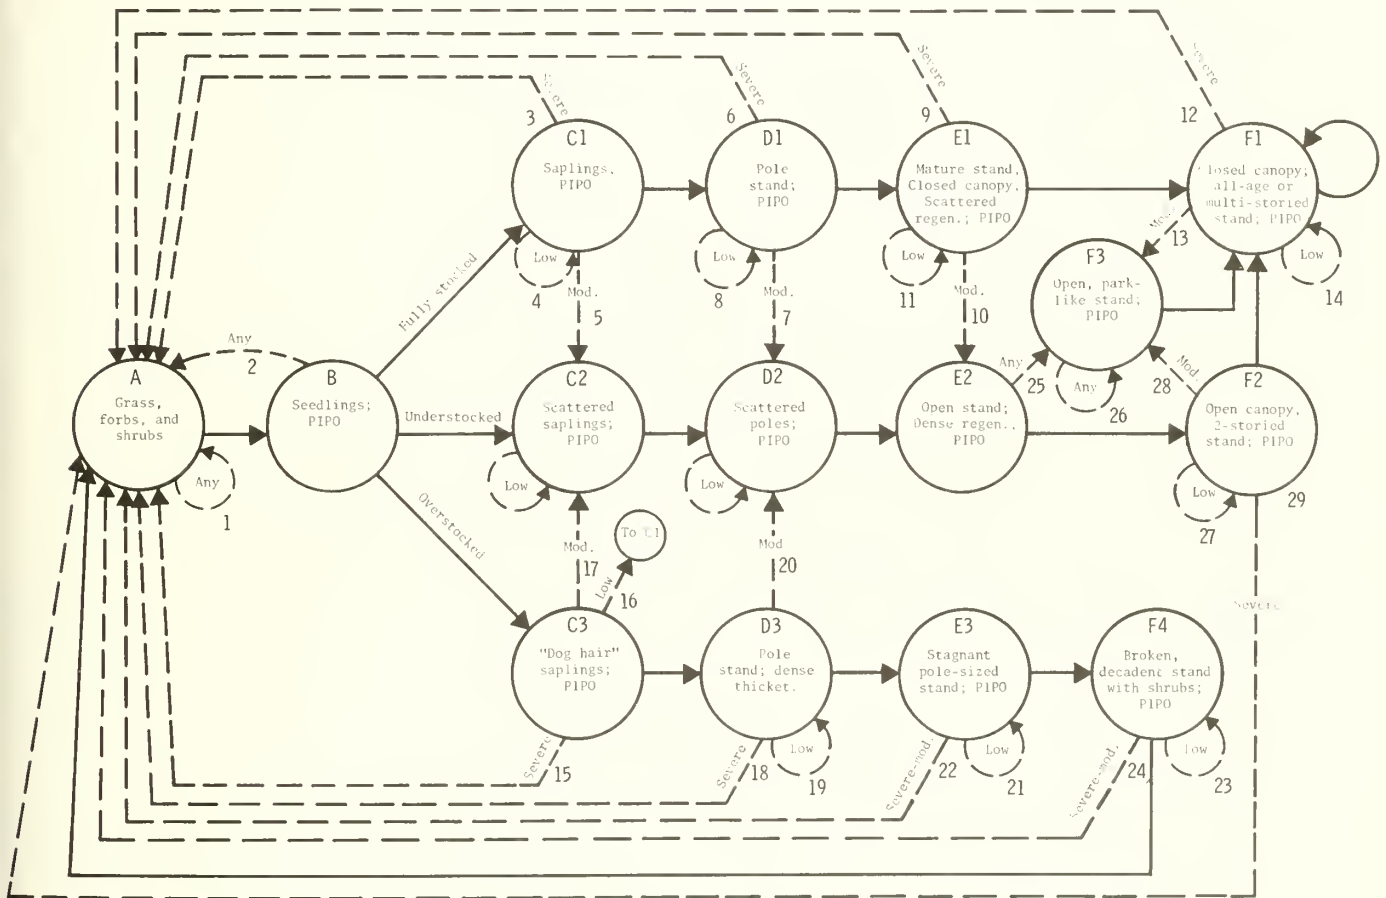 Severe
Severe
Severe
Severe
3
6
9
12
C1
Saplings,
PIPO
D1
Pole
stand;
PIPO
E1
Mature stand,
Closed canopy,
Scattered
regen.; PIPO
F1
Closed canopy;
all-age or
multi-storied
stand; PIPO
Low
4
Mod.
5
Low
8
Mod.
7
Low
11
Mod.
10
Mod.
13
Low
14
F3
Open, park-
like stand;
PIPO
Any
25
Any
26
Mod.
28
Fully stocked
Any
2
A
Grass,
forbs, and
shrubs
B
Seedlings;
PIPO
Understocked
C2
Scattered
saplings;
PIPO
D2
Scattered
poles;
PIPO
E2
Open stand;
Dense regen.,
PIPO
F2
Open canopy,
2-storied
stand; PIPO
Any
1
Low
Low
Low
27
29
Overstocked
Mod.
17
To C1
Low
16
Mod
20
Severe
C3
"Dog hair"
saplings;
PIPO
D3
Pole
stand; dense
thicket.
E3
Stagnant
pole-sized
stand; PIPO
F4
Broken,
decadent stand
with shrubs;
PIPO
Severe
15
Severe
18
Low
19
Severe-mod.
22
Low
21
Severe-mod.
24
Low
23